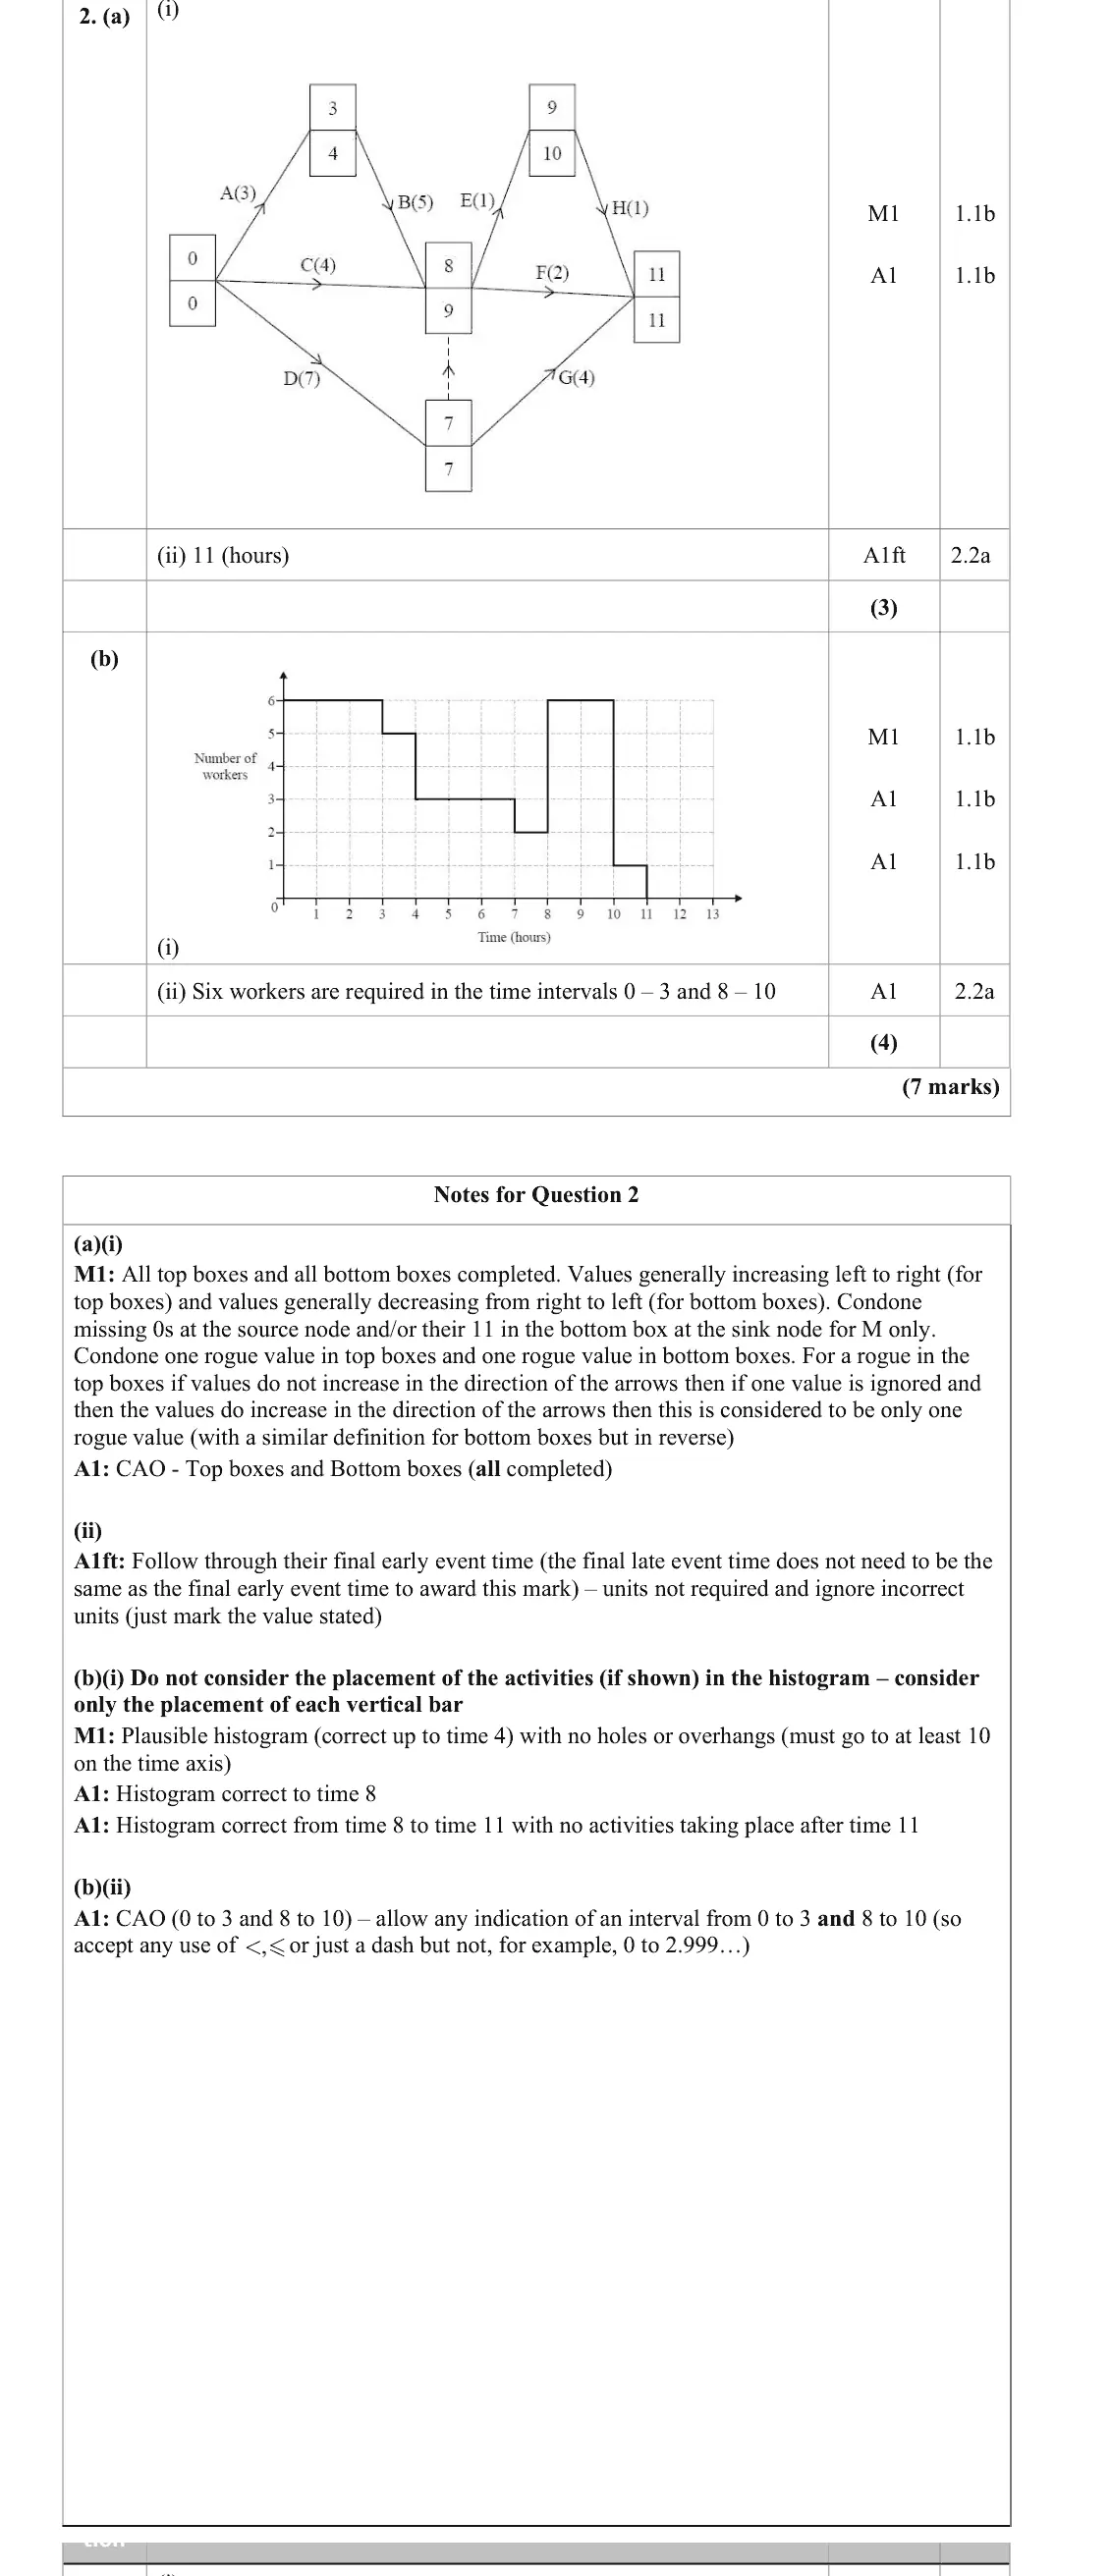 2. (a)
(i)
3
4
9
10
A(3)
B(5)
E(1)
H(1)
M1
1.1b
0
0
C(4)
8
9
F(2)
11
11
A1
1.1b
D(7)
G(4)
7
7
(ii) 11 (hours)
A1ft
2.2a
(3)
(b)
6
5
4
3
2
1
0
Number of
workers
1 2 3 4 5 6 7 8 9 10 11 12 13
Time (hours)
(i)
M1
1.1b
A1
1.1b
A1
1.1b
(ii) Six workers are required in the time intervals 0 – 3 and 8 – 10
A1
2.2a
(4)
(7 marks)
Notes for Question 2
(a)(i)
M1: All top boxes and all bottom boxes completed. Values generally increasing left to right (for
top boxes) and values generally decreasing from right to left (for bottom boxes). Condone
missing 0s at the source node and/or their 11 in the bottom box at the sink node for M only.
Condone one rogue value in top boxes and one rogue value in bottom boxes. For a rogue in the
top boxes if values do not increase in the direction of the arrows then if one value is ignored and
then the values do increase in the direction of the arrows then this is considered to be only one
rogue value (with a similar definition for bottom boxes but in reverse)
A1: CAO - Top boxes and Bottom boxes (all completed)
(ii)
A1ft: Follow through their final early event time (the final late event time does not need to be the
same as the final early event time to award this mark) – units not required and ignore incorrect
units (just mark the value stated)
(b)(i) Do not consider the placement of the activities (if shown) in the histogram – consider
only the placement of each vertical bar
M1: Plausible histogram (correct up to time 4) with no holes or overhangs (must go to at least 10
on the time axis)
A1: Histogram correct to time 8
A1: Histogram correct from time 8 to time 11 with no activities taking place after time 11
(b)(ii)
A1: CAO (0 to 3 and 8 to 10) – allow any indication of an interval from 0 to 3 and 8 to 10 (so
accept any use of <,⩽ or just a dash but not, for example, 0 to 2.999…)